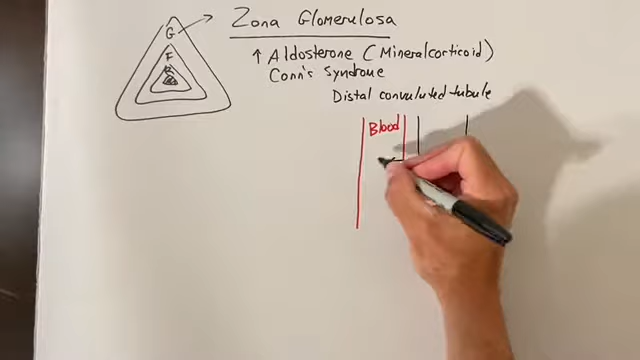 Zona Glomerulosa
G
F
R
↑ Aldosterone (Mineralcorticoid)
Conn's Syndrome
Distal convoluted tubule
Blood